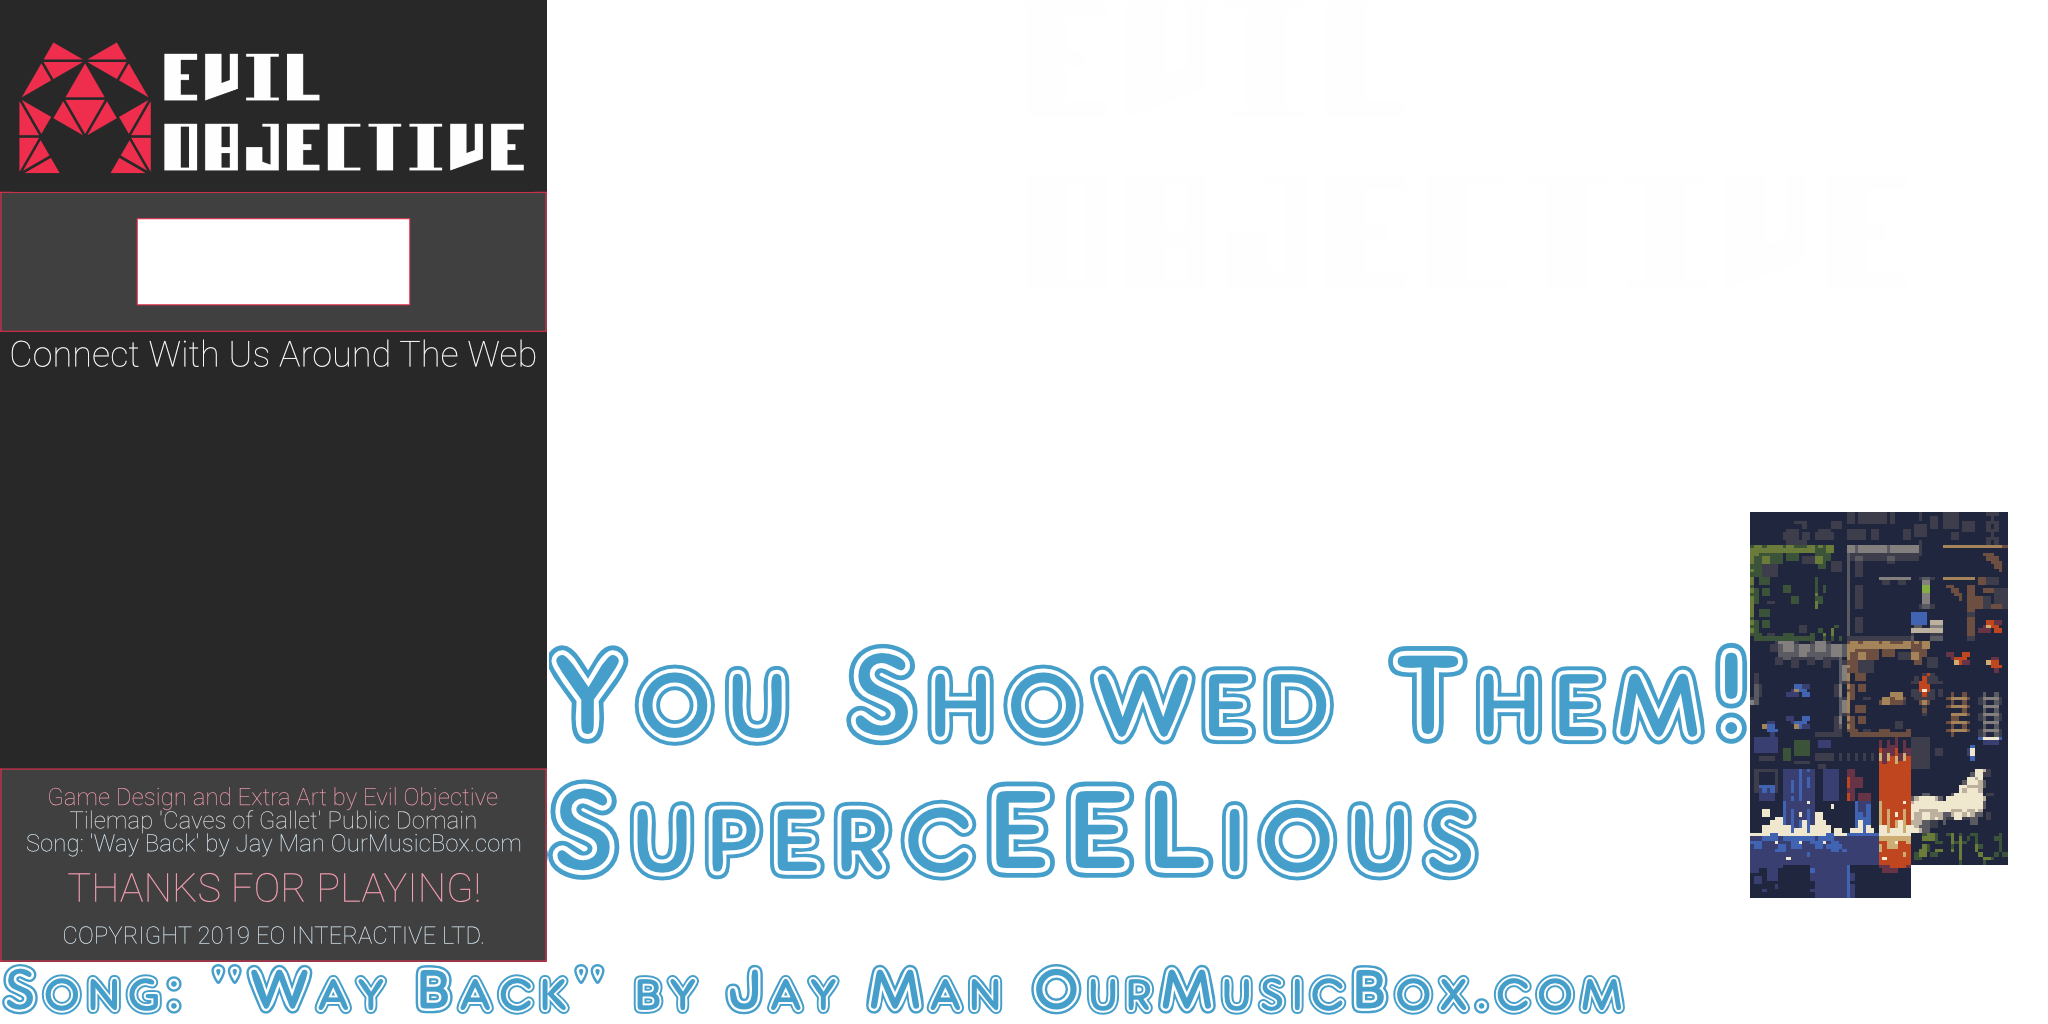 EVIL
OBJECTIVE
Connect With Us Around The Web
You Showed Them!
SupercEELious
Game Design and Extra Art by Evil Objective
Tilemap 'Caves of Gallet' Public Domain
Song: 'Way Back' by Jay Man OurMusicBox.com
THANKS FOR PLAYING!
COPYRIGHT 2019 EO INTERACTIVE LTD.
Song: "Way Back" by Jay Man OurMusicBox.com